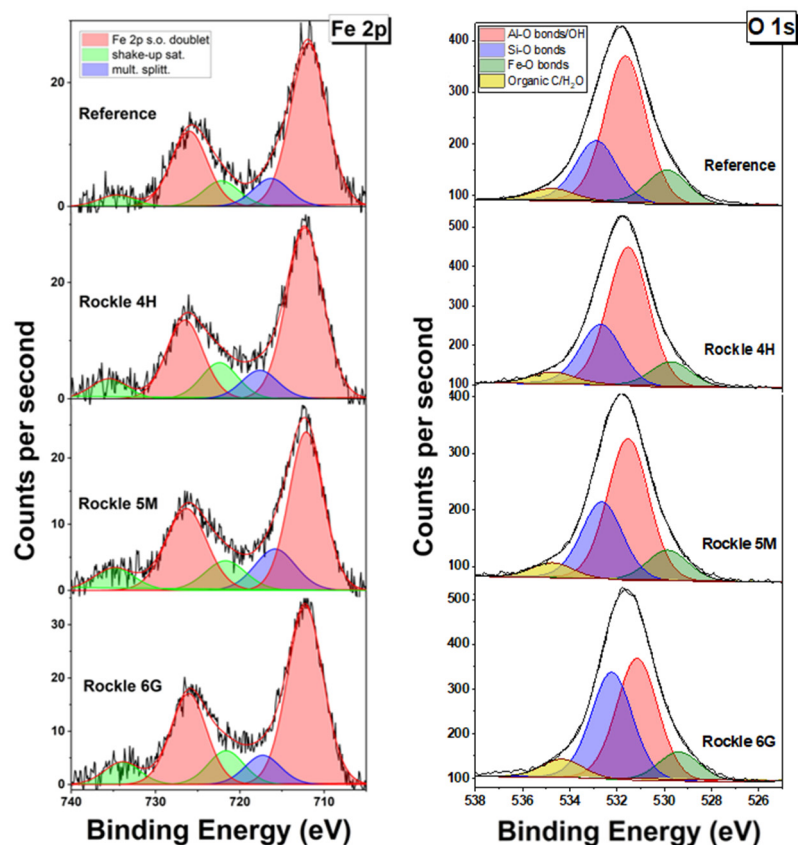 Fe 2p
Fe 2p s.o. doublet
shake-up sat.
mult. splitt.
Reference
20
0
Rockle 4H
20
0
Rockle 5M
20
10
0
Rockle 6G
30
20
10
0
740 730 720 710
Binding Energy (eV)
Counts per second
O 1s
Al-O bonds/OH
Si-O bonds
Fe-O bonds
Organic C/H₂O
400
300
200
100
Reference
500
400
300
200
100
Rockle 4H
400
300
200
100
Rockle 5M
500
400
300
200
100
Rockle 6G
538 536 534 532 530 528 526
Binding Energy (eV)
Counts per second